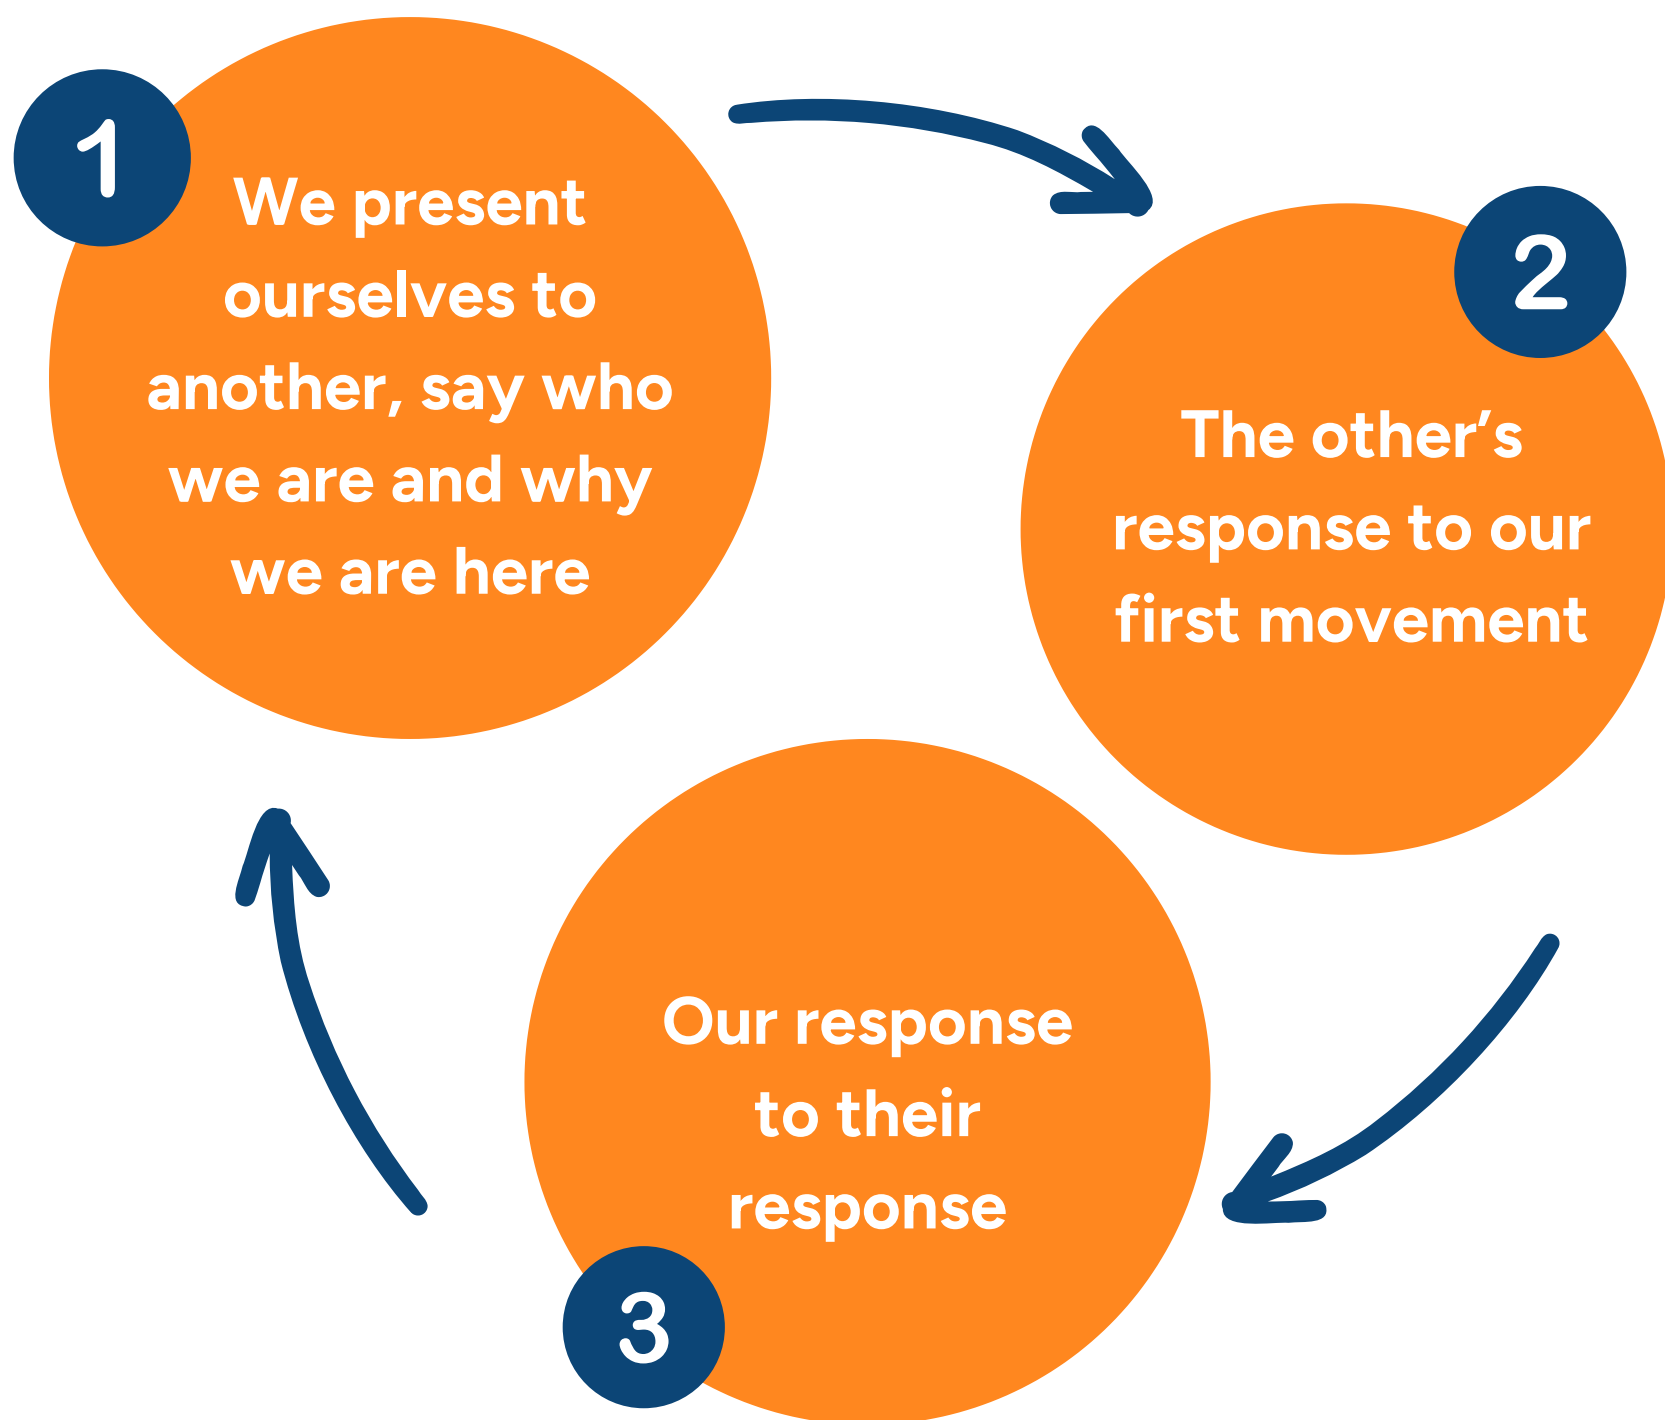 1
We present
ourselves to
another, say who
we are and why
we are here
2
The other’s
response to our
first movement
Our response
to their
response
3